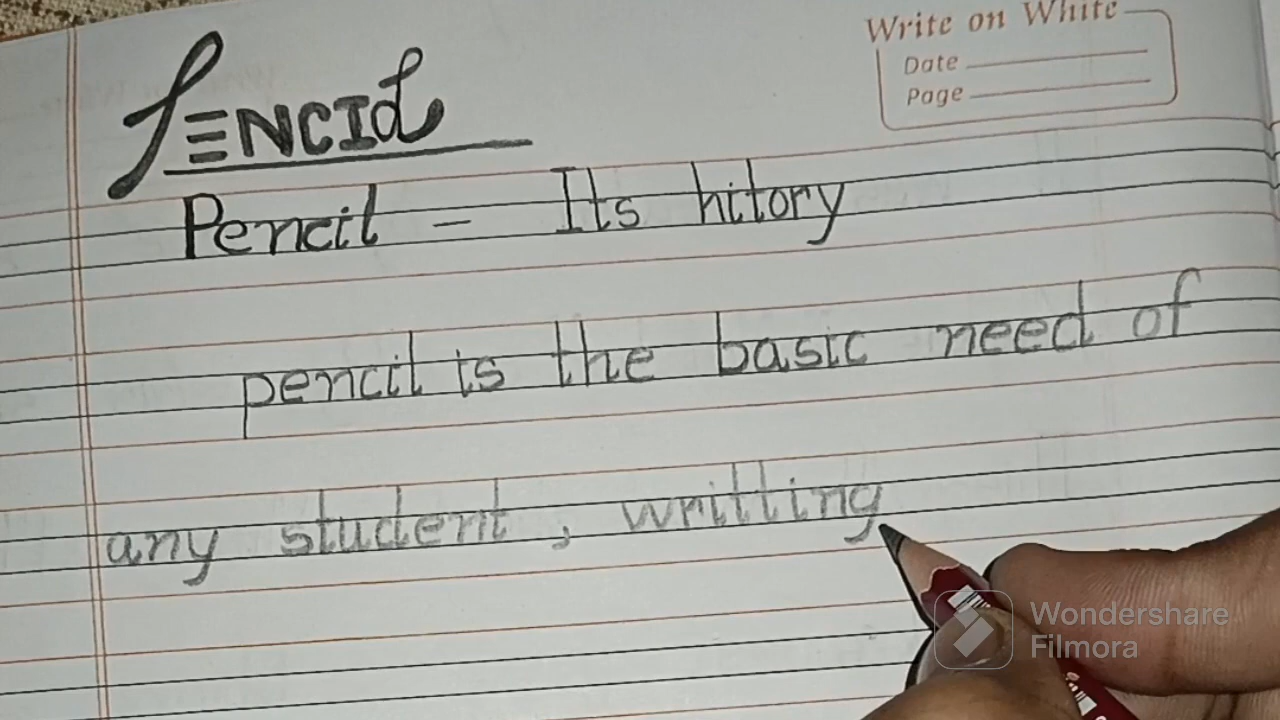 Write on White
Date
Page
PENCIL
Pencil - Its hitory
pencil is the basic need of
any student, writting
Wondershare
Filmora